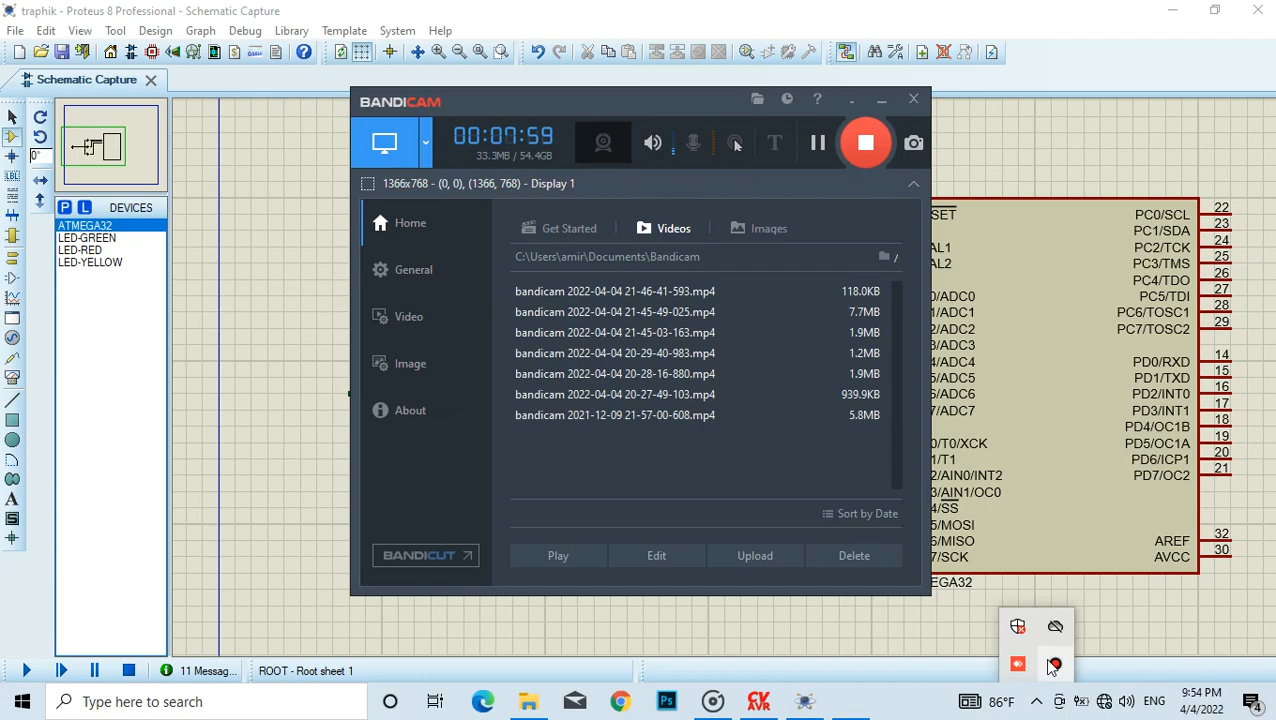 traphik - Proteus 8 Professional - Schematic Capture
File Edit View Tool Design Graph Debug Library Template System Help
Schematic Capture
0°
LBL
A
P L DEVICES
ATMEGA32
LED-GREEN
LED-RED
LED-YELLOW
BANDICAM
?
00:07:59
33.3MB / 54.4GB
T
1366x768 - (0, 0), (1366, 768) - Display 1
Home
General
Video
Image
About
BANDICUT
Get Started
Videos
Images
C:\Users\amir\Documents\Bandicam
/
bandicam 2022-04-04 21-46-41-593.mp4 118.0KB
bandicam 2022-04-04 21-45-49-025.mp4 7.7MB
bandicam 2022-04-04 21-45-03-163.mp4 1.9MB
bandicam 2022-04-04 20-29-40-983.mp4 1.2MB
bandicam 2022-04-04 20-28-16-880.mp4 1.9MB
bandicam 2022-04-04 20-27-49-103.mp4 939.9KB
bandicam 2021-12-09 21-57-00-608.mp4 5.8MB
Sort by Date
Play Edit Upload Delete
SET PC0/SCL 22
PC1/SDA 23
AL1 PC2/TCK 24
AL2 PC3/TMS 25
PC4/TDO 26
0/ADC0 PC5/TDI 27
1/ADC1 PC6/TOSC1 28
2/ADC2 PC7/TOSC2 29
3/ADC3
4/ADC4 PD0/RXD 14
5/ADC5 PD1/TXD 15
6/ADC6 PD2/INT0 16
7/ADC7 PD3/INT1 17
PD4/OC1B 18
0/T0/XCK PD5/OC1A 19
1/T1 PD6/ICP1 20
2/AIN0/INT2 PD7/OC2 21
3/AIN1/OC0
4/SS
5/MOSI
6/MISO AREF 32
7/SCK AVCC 30
EGA32
11 Messag... ROOT - Root sheet 1
Type here to search
Ps
CV
AVR
86°F
ENG
9:54 PM
4/4/2022
4